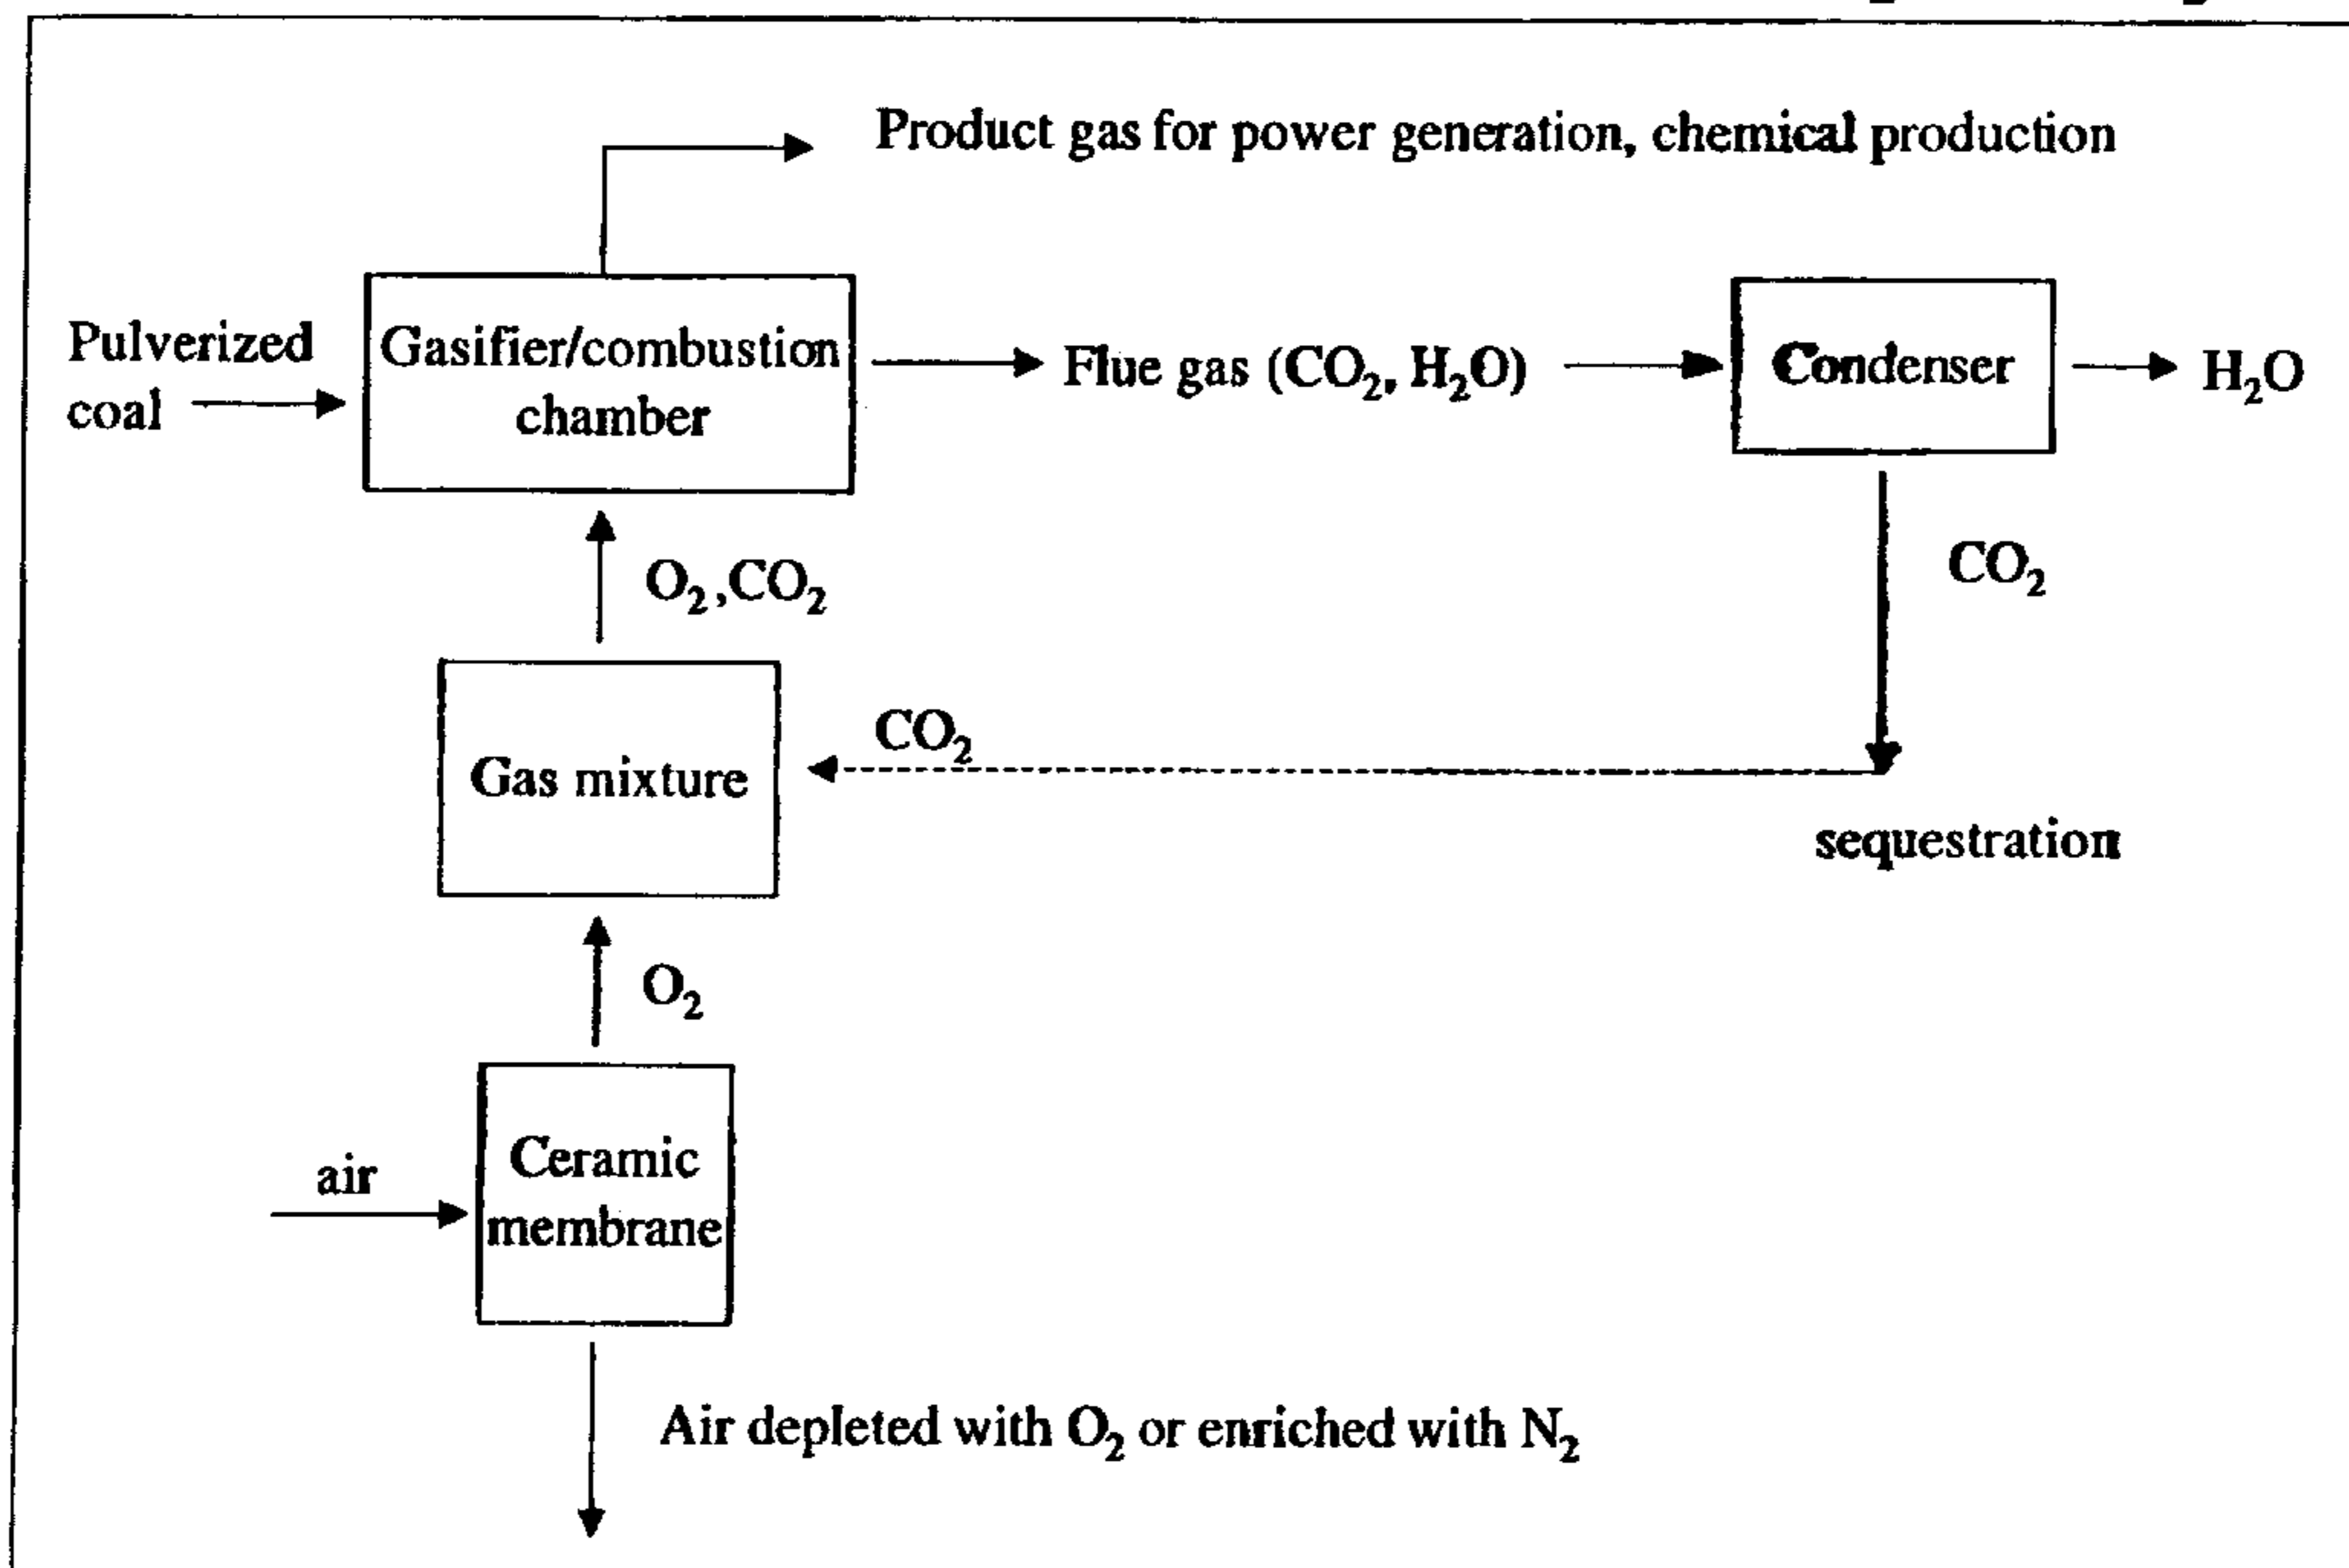 Product gas for power generation, chemical production
Pulverized
coal
Gasifier/combustion
chamber
Flue gas (CO₂, H₂O)
Condenser
H₂O
O₂,CO₂
CO₂
CO₂
Gas mixture
sequestration
O₂
air
Ceramic
membrane
Air depleted with O₂ or enriched with N₂